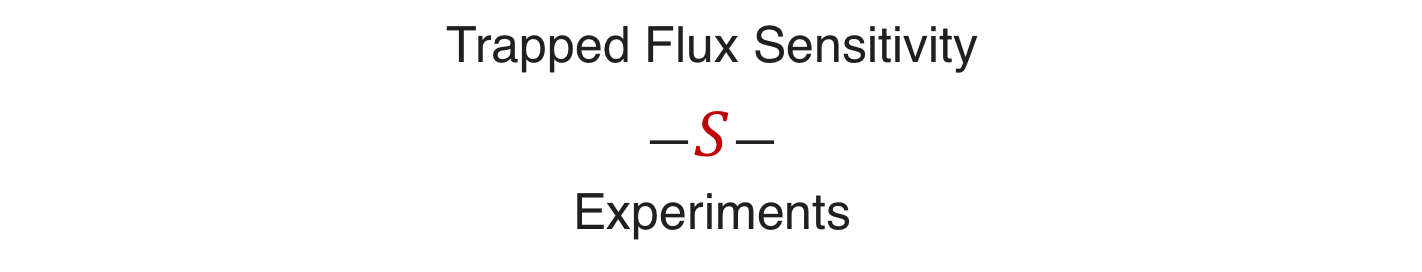 Trapped Flux Sensitivity
– S –
Experiments